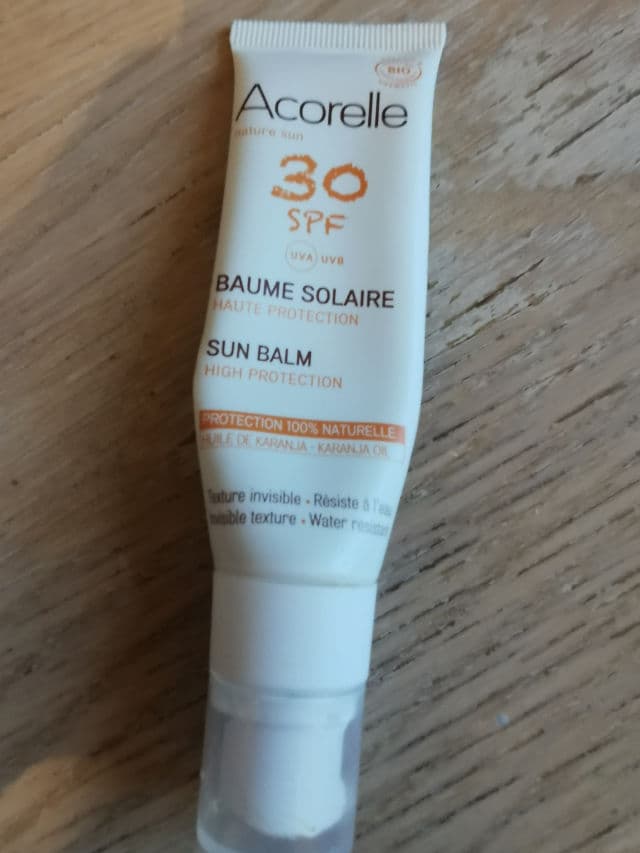 BIO
Acorelle
nature sun
30
SPF
UVA UVB
BAUME SOLAIRE
HAUTE PROTECTION
SUN BALM
HIGH PROTECTION
PROTECTION 100% NATURELLE
HUILE DE KARANJA - KARANJA OIL
Texture invisible • Résiste à l'eau
Invisible texture • Water resistant